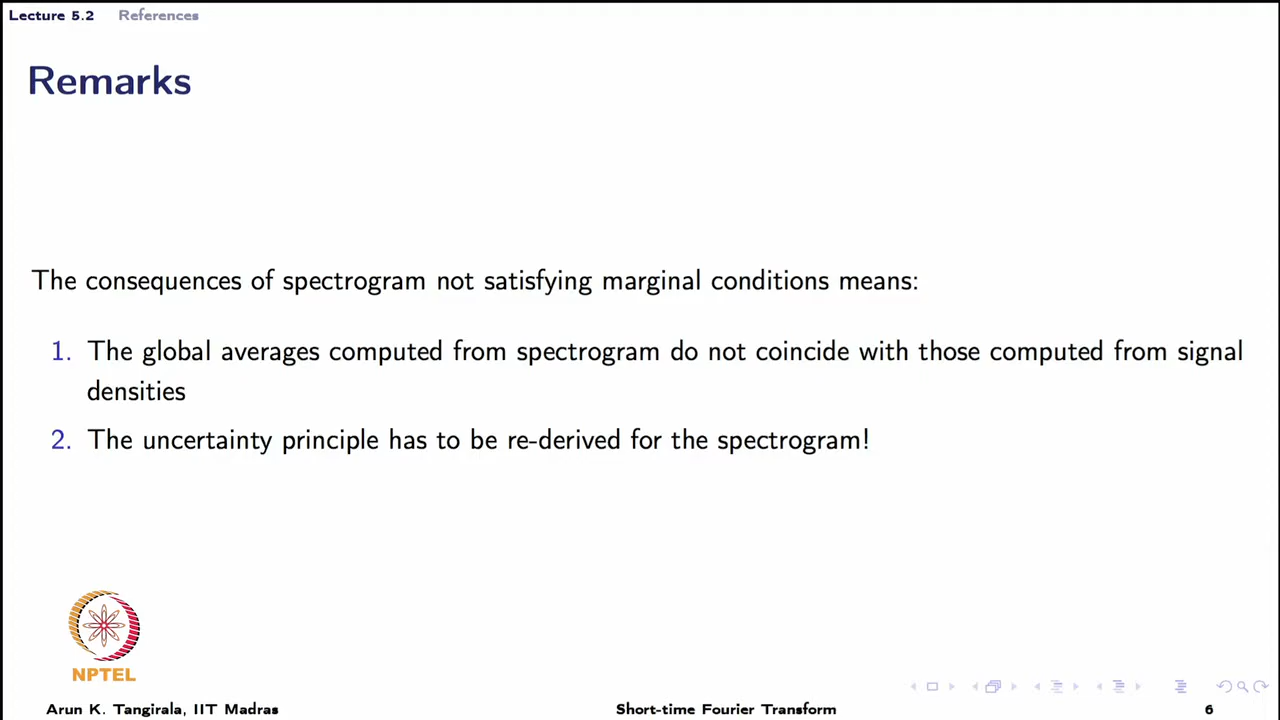 Lecture 5.2 References
Remarks
The consequences of spectrogram not satisfying marginal conditions means:
1. The global averages computed from spectrogram do not coincide with those computed from signal
densities
2. The uncertainty principle has to be re-derived for the spectrogram!
NPTEL
Arun K. Tangirala, IIT Madras Short-time Fourier Transform 6